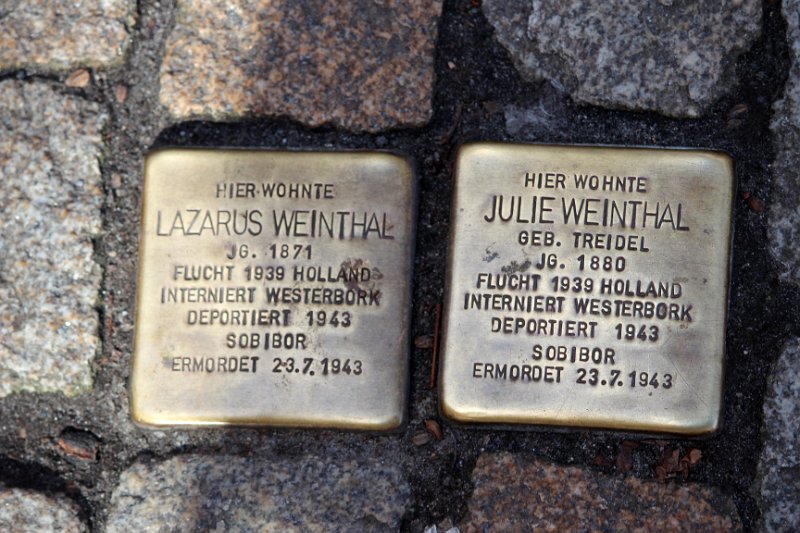 HIER WOHNTE
LAZARUS WEINTHAL
JG. 1871
FLUCHT 1939 HOLLAND
INTERNIERT WESTERBORK
DEPORTIERT 1943
SOBIBOR
ERMORDET 23.7.1943
HIER WOHNTE
JULIE WEINTHAL
GEB. TREIDEL
JG. 1880
FLUCHT 1939 HOLLAND
INTERNIERT WESTERBORK
DEPORTIERT 1943
SOBIBOR
ERMORDET 23.7.1943